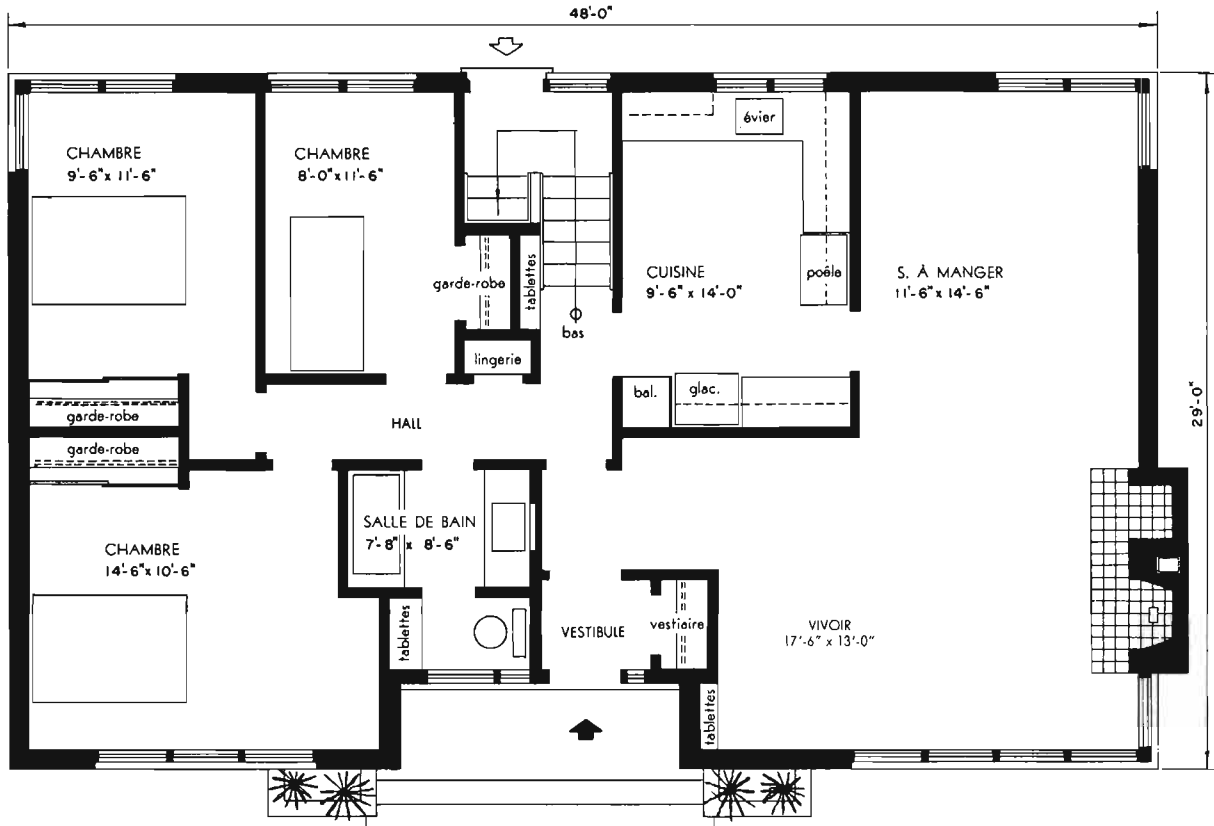 48'-0"
évier
CHAMBRE
9'-6" x 11'-6"
CHAMBRE
8'-0" x 11'-6"
garde-robe
tablettes
bas
lingerie
CUISINE
9'-6" x 14'-0"
poêle
S. À MANGER
11'-6" x 14'-6"
bal.
glac.
garde-robe
garde-robe
HALL
29'-0"
CHAMBRE
14'-6" x 10'-6"
SALLE DE BAIN
7'-8" x 8'-6"
tablettes
VESTIBULE
vestiaire
VIVOIR
17'-6" x 13'-0"
tablettes